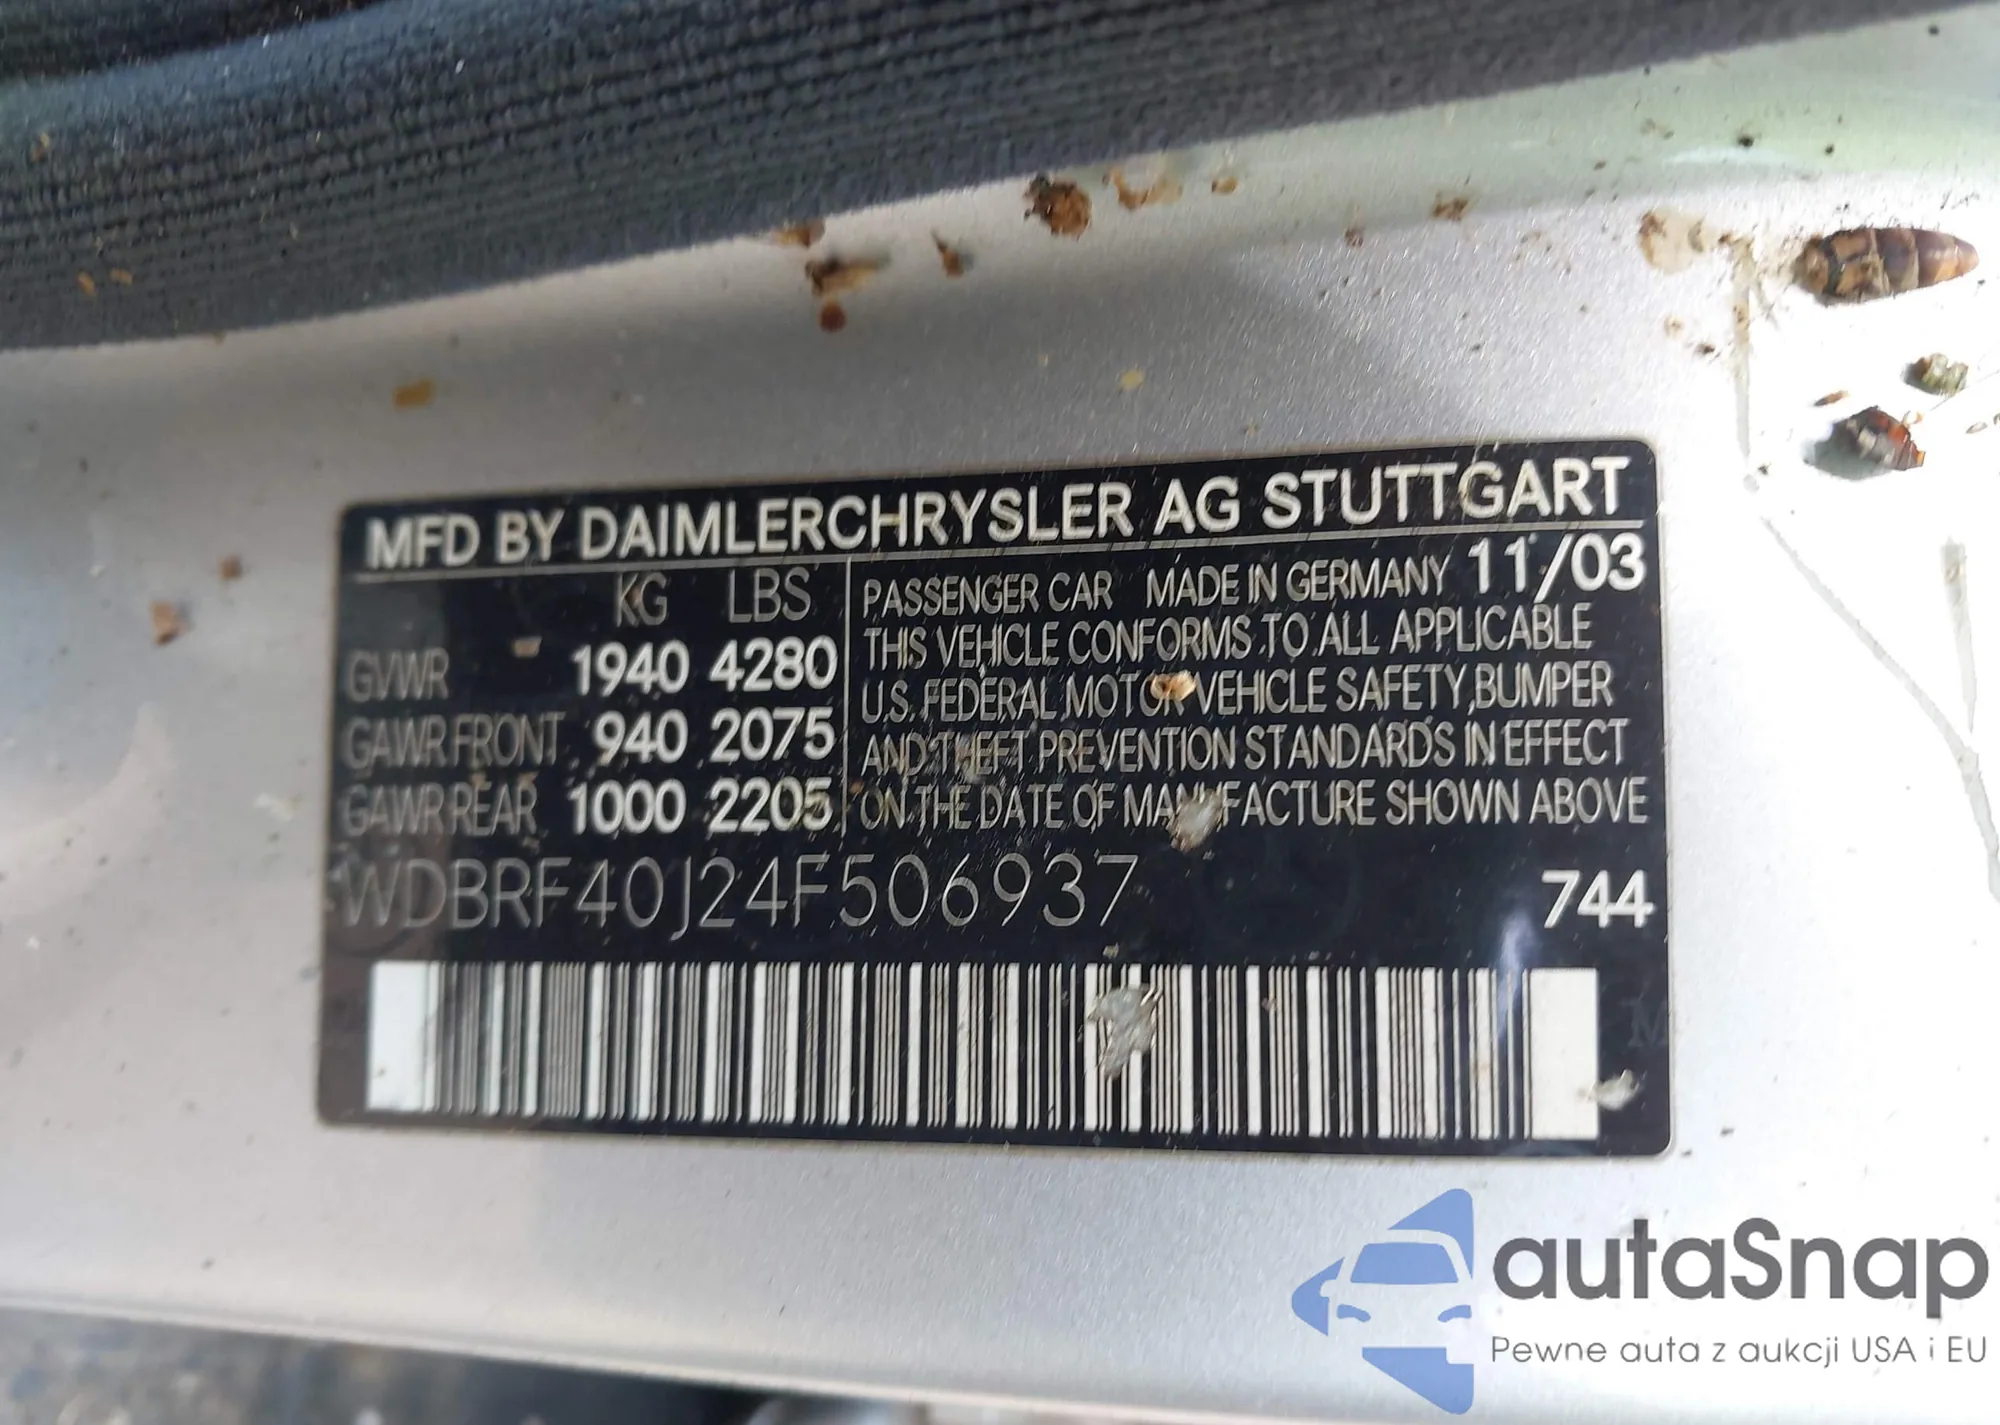 MFD BY DAIMLERCHRYSLER AG STUTTGART
KG LBS
GVWR 1940 4280
GAWR FRONT 940 2075
GAWR REAR 1000 2205
PASSENGER CAR MADE IN GERMANY 11/03
THIS VEHICLE CONFORMS TO ALL APPLICABLE
U.S. FEDERAL MOTOR VEHICLE SAFETY, BUMPER
AND THEFT PREVENTION STANDARDS IN EFFECT
ON THE DATE OF MANUFACTURE SHOWN ABOVE
WDBRF40J24F506937 744
M
autaSnap
Pewne auta z aukcji USA i EU